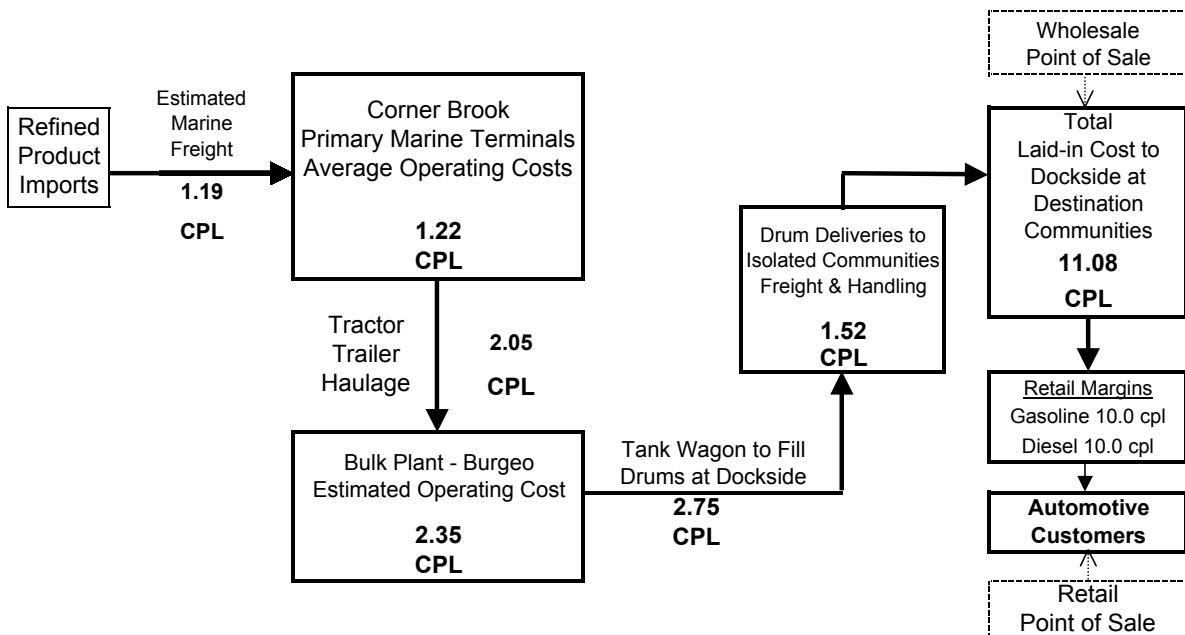 Refined
Product
Imports
Estimated
Marine
Freight
1.19
CPL
Corner Brook
Primary Marine Terminals
Average Operating Costs
1.22
CPL
Tractor
Trailer
Haulage
2.05
CPL
Bulk Plant - Burgeo
Estimated Operating Cost
2.35
CPL
Tank Wagon to Fill
Drums at Dockside
2.75
CPL
Drum Deliveries to
Isolated Communities
Freight & Handling
1.52
CPL
Wholesale
Point of Sale
Total
Laid-in Cost to
Dockside at
Destination
Communities
11.08
CPL
Retail Margins
Gasoline 10.0 cpl
Diesel 10.0 cpl
Automotive
Customers
Retail
Point of Sale